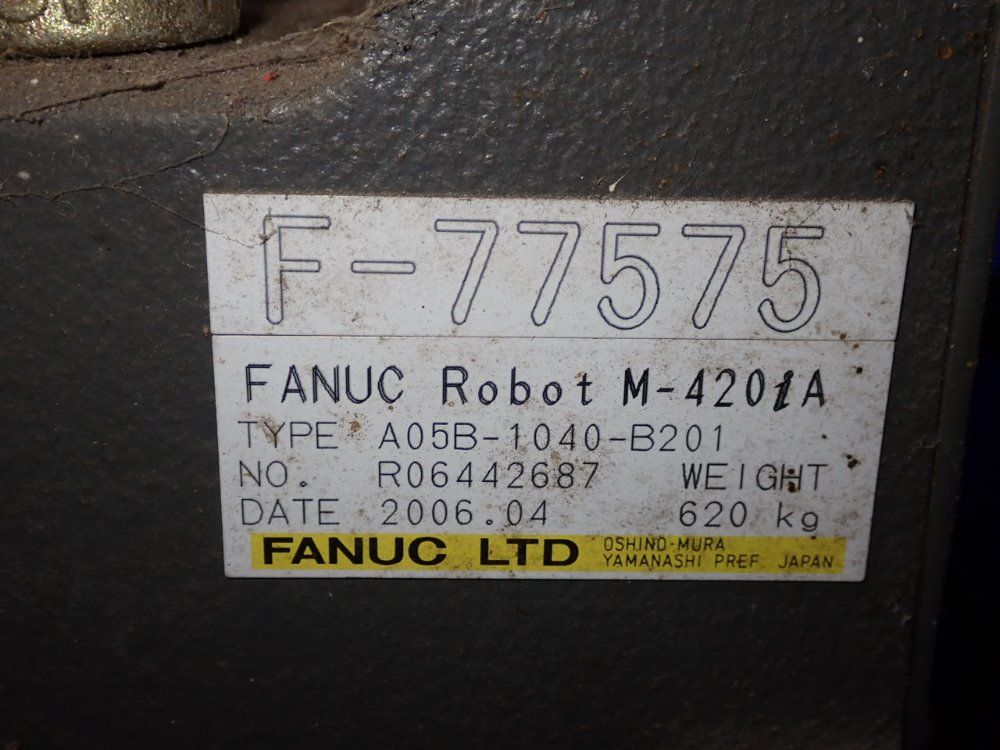 F-77575
FANUC Robot M-420iA
TYPE A05B-1040-B201
NO. R06442687 WEIGHT
DATE 2006.04 620 kg
FANUC LTD OSHINO-MURA
YAMANASHI PREF. JAPAN